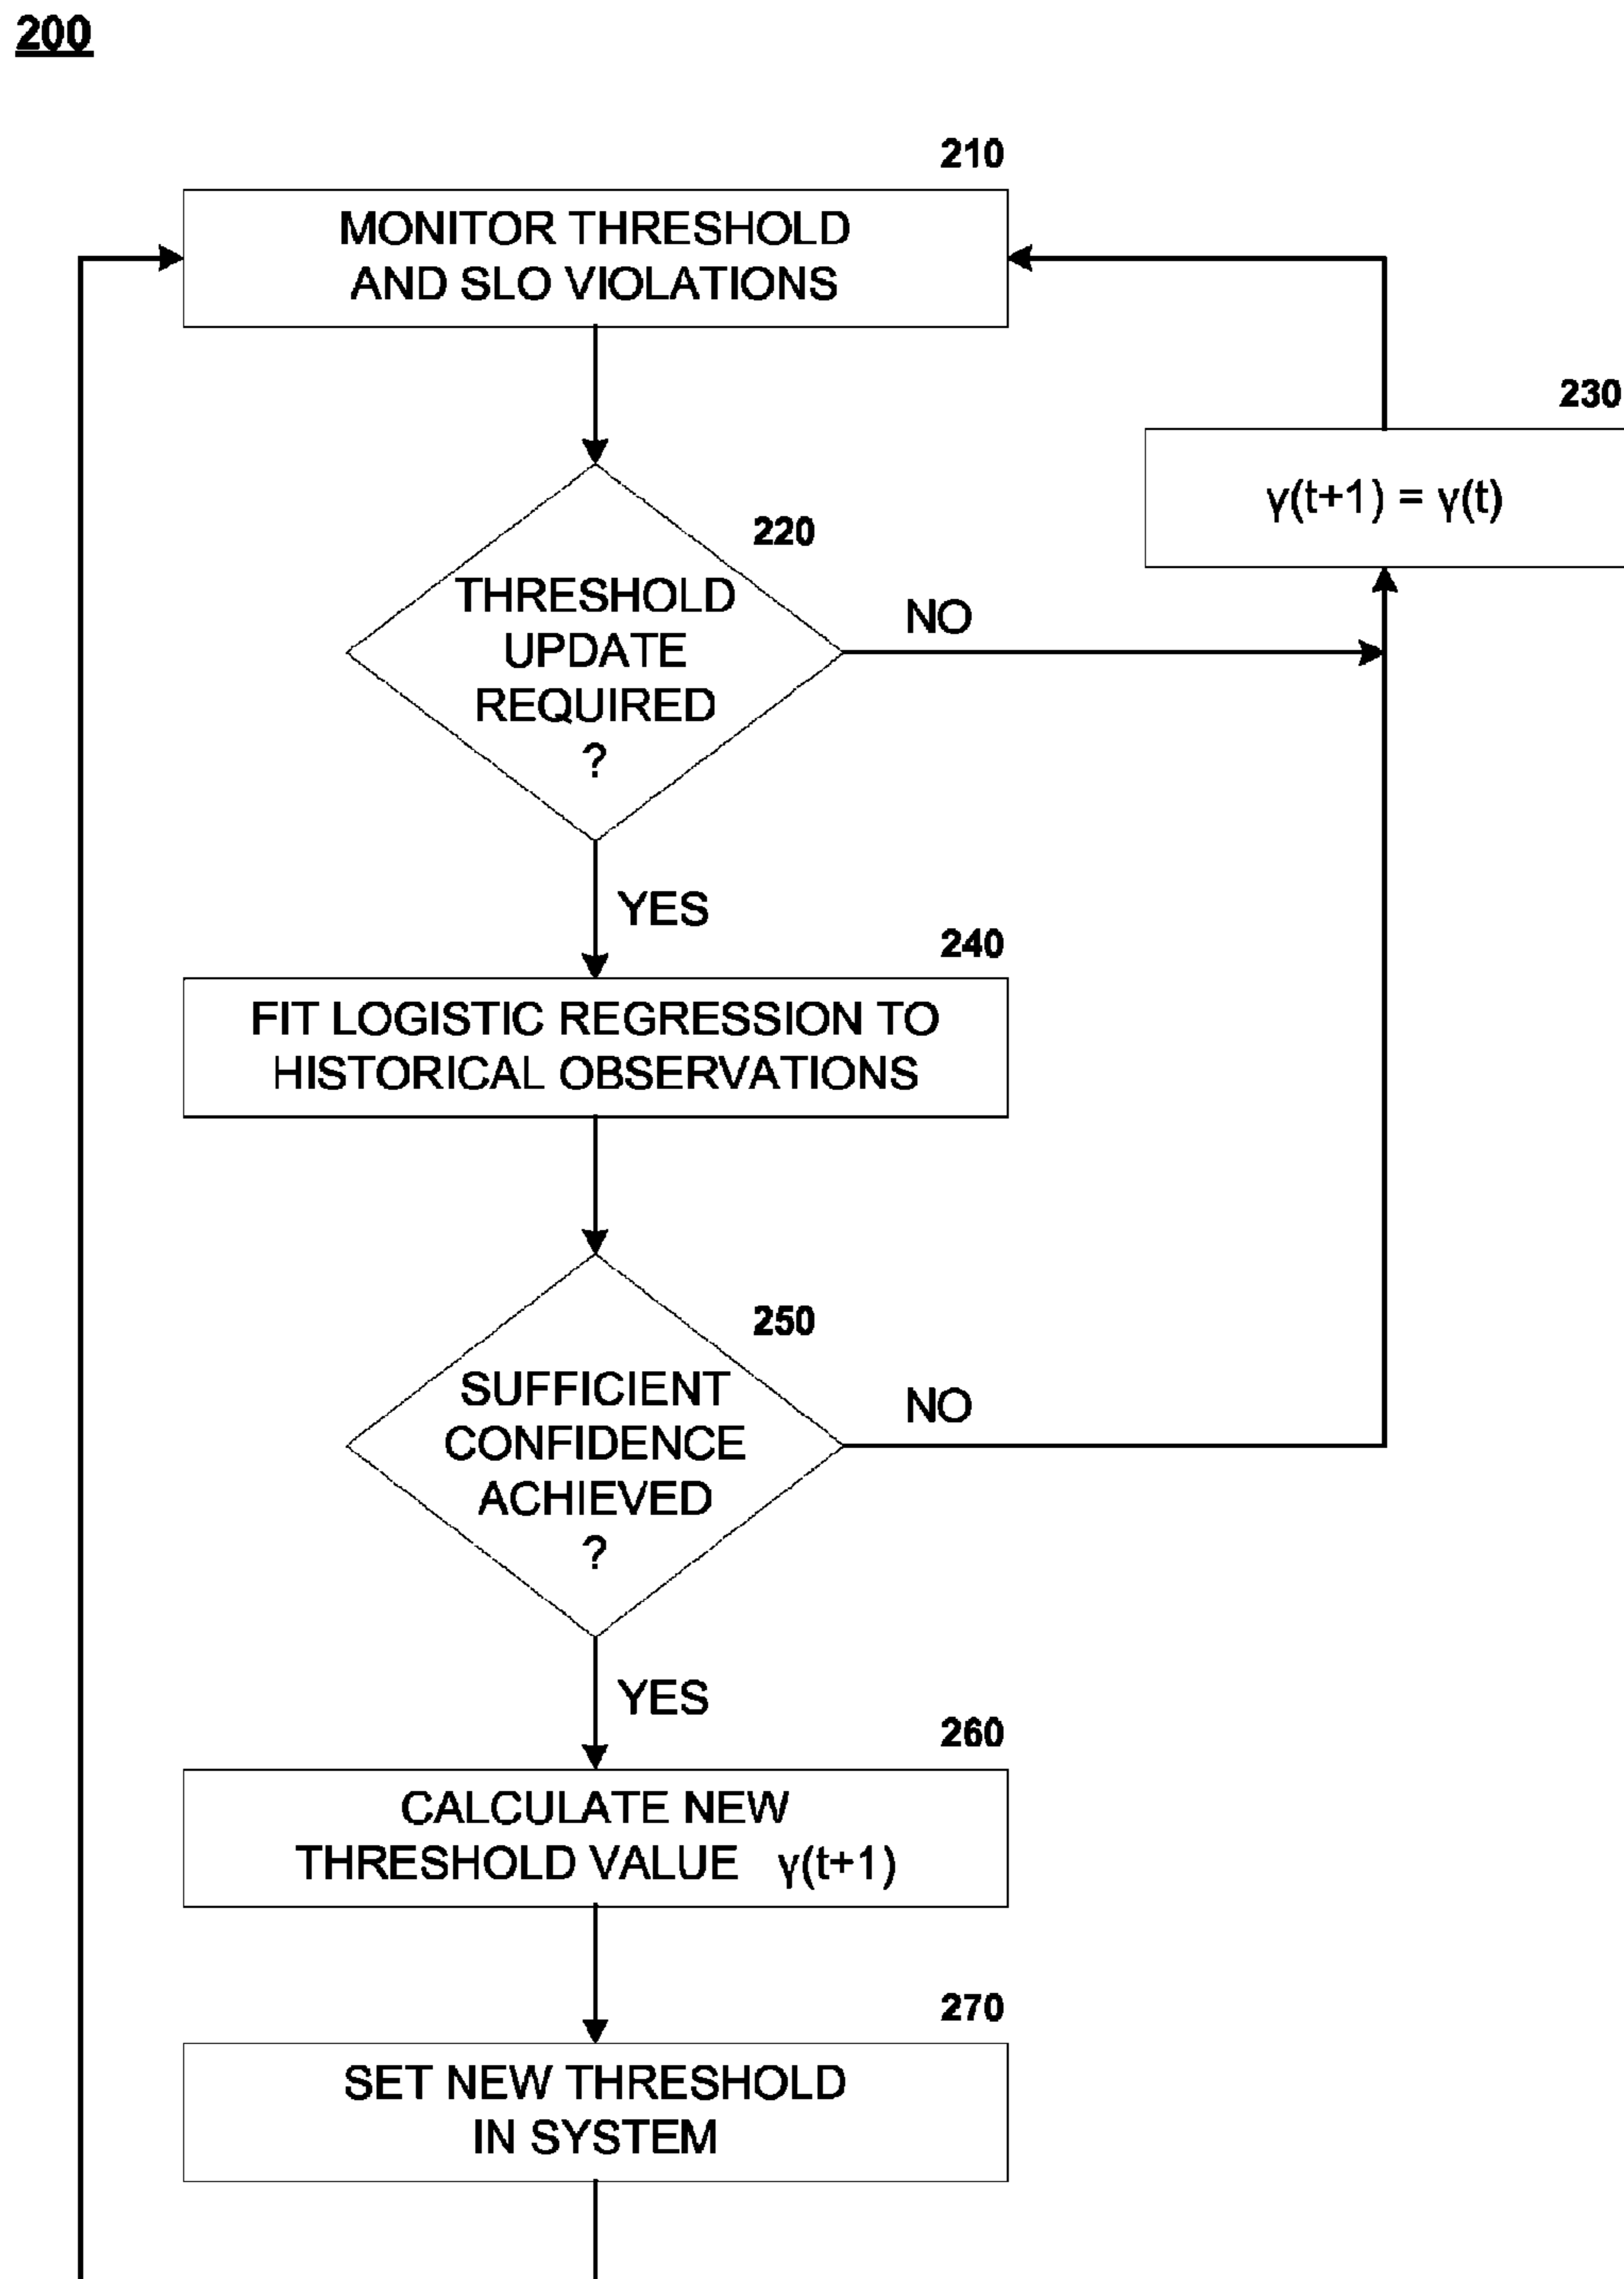 200
210
MONITOR THRESHOLD
AND SLO VIOLATIONS
230
γ(t+1) = γ(t)
220
THRESHOLD
UPDATE
REQUIRED
?
NO
YES
240
FIT LOGISTIC REGRESSION TO
HISTORICAL OBSERVATIONS
250
SUFFICIENT
CONFIDENCE
ACHIEVED
?
NO
YES
260
CALCULATE NEW
THRESHOLD VALUE γ(t+1)
270
SET NEW THRESHOLD
IN SYSTEM